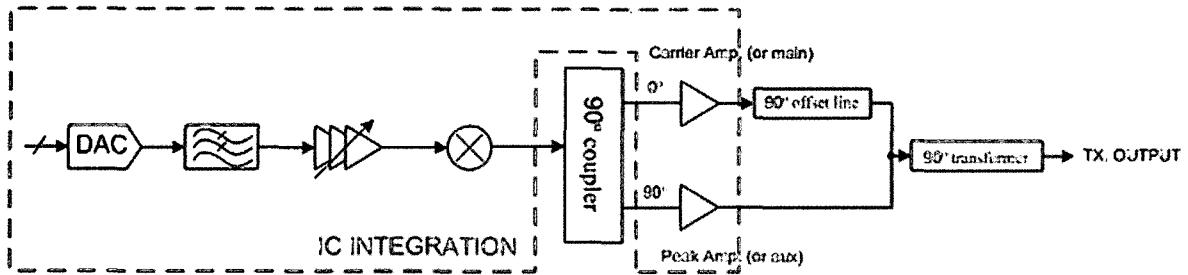 Carrier Amp. (or main)
0°
90° offset line
DAC
90° coupler
90° transformer
TX. OUTPUT
90°
IC INTEGRATION
Peak Amp. (or aux)